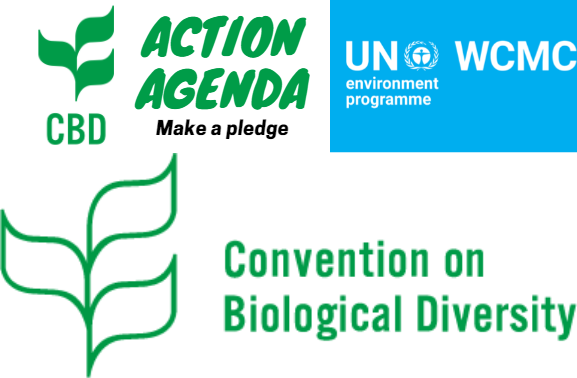 ACTION
AGENDA
Make a pledge
CBD
UN WCMC
environment
programme
Convention on
Biological Diversity